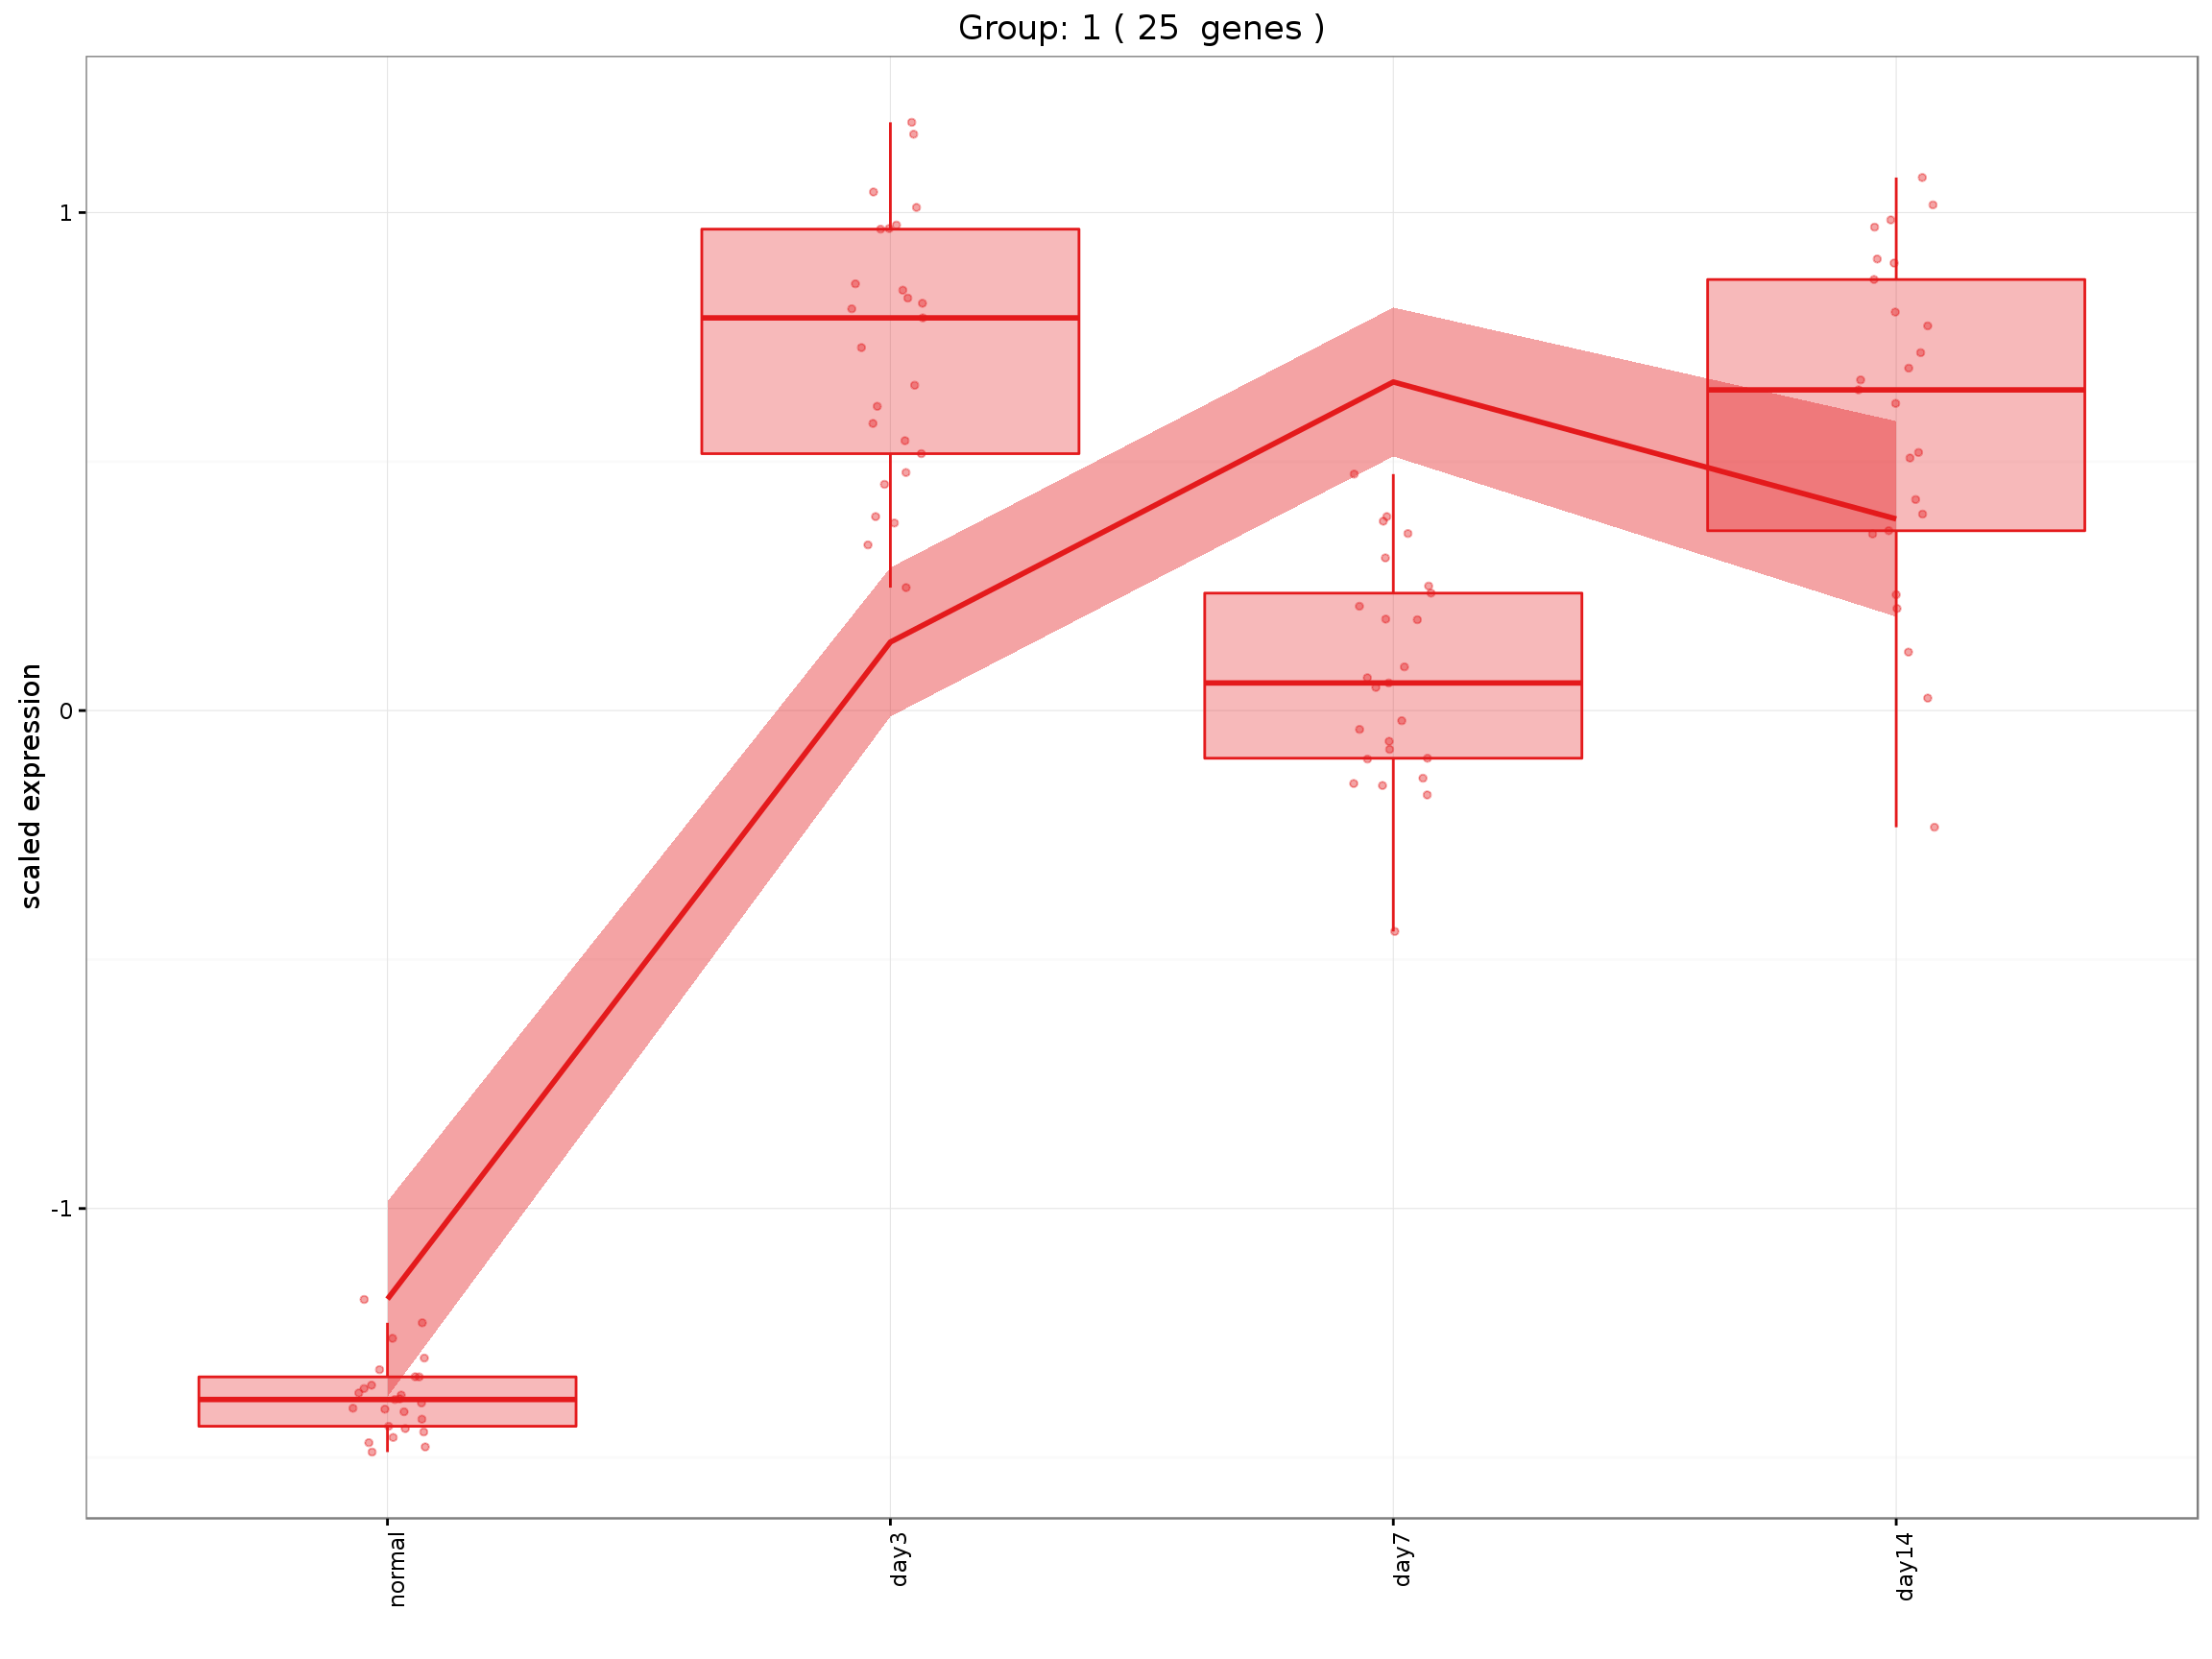 Group: 1 ( 25  genes )
scaled expression
1
0
-1
normal
day3
day7
day14